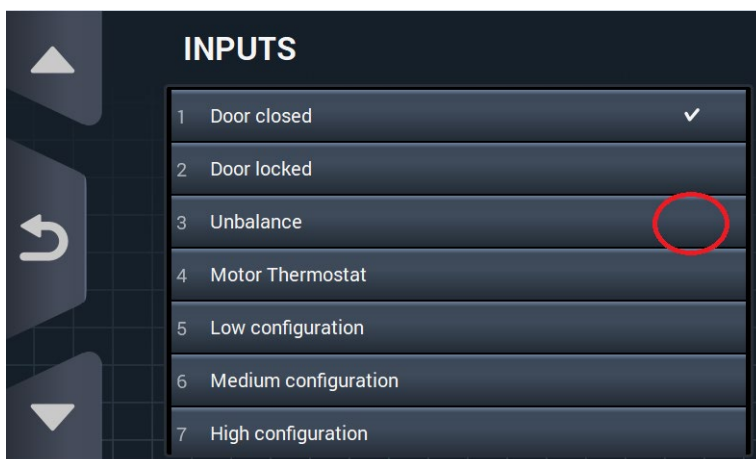 INPUTS
1 Door closed
2 Door locked
3 Unbalance
4 Motor Thermostat
5 Low configuration
6 Medium configuration
7 High configuration